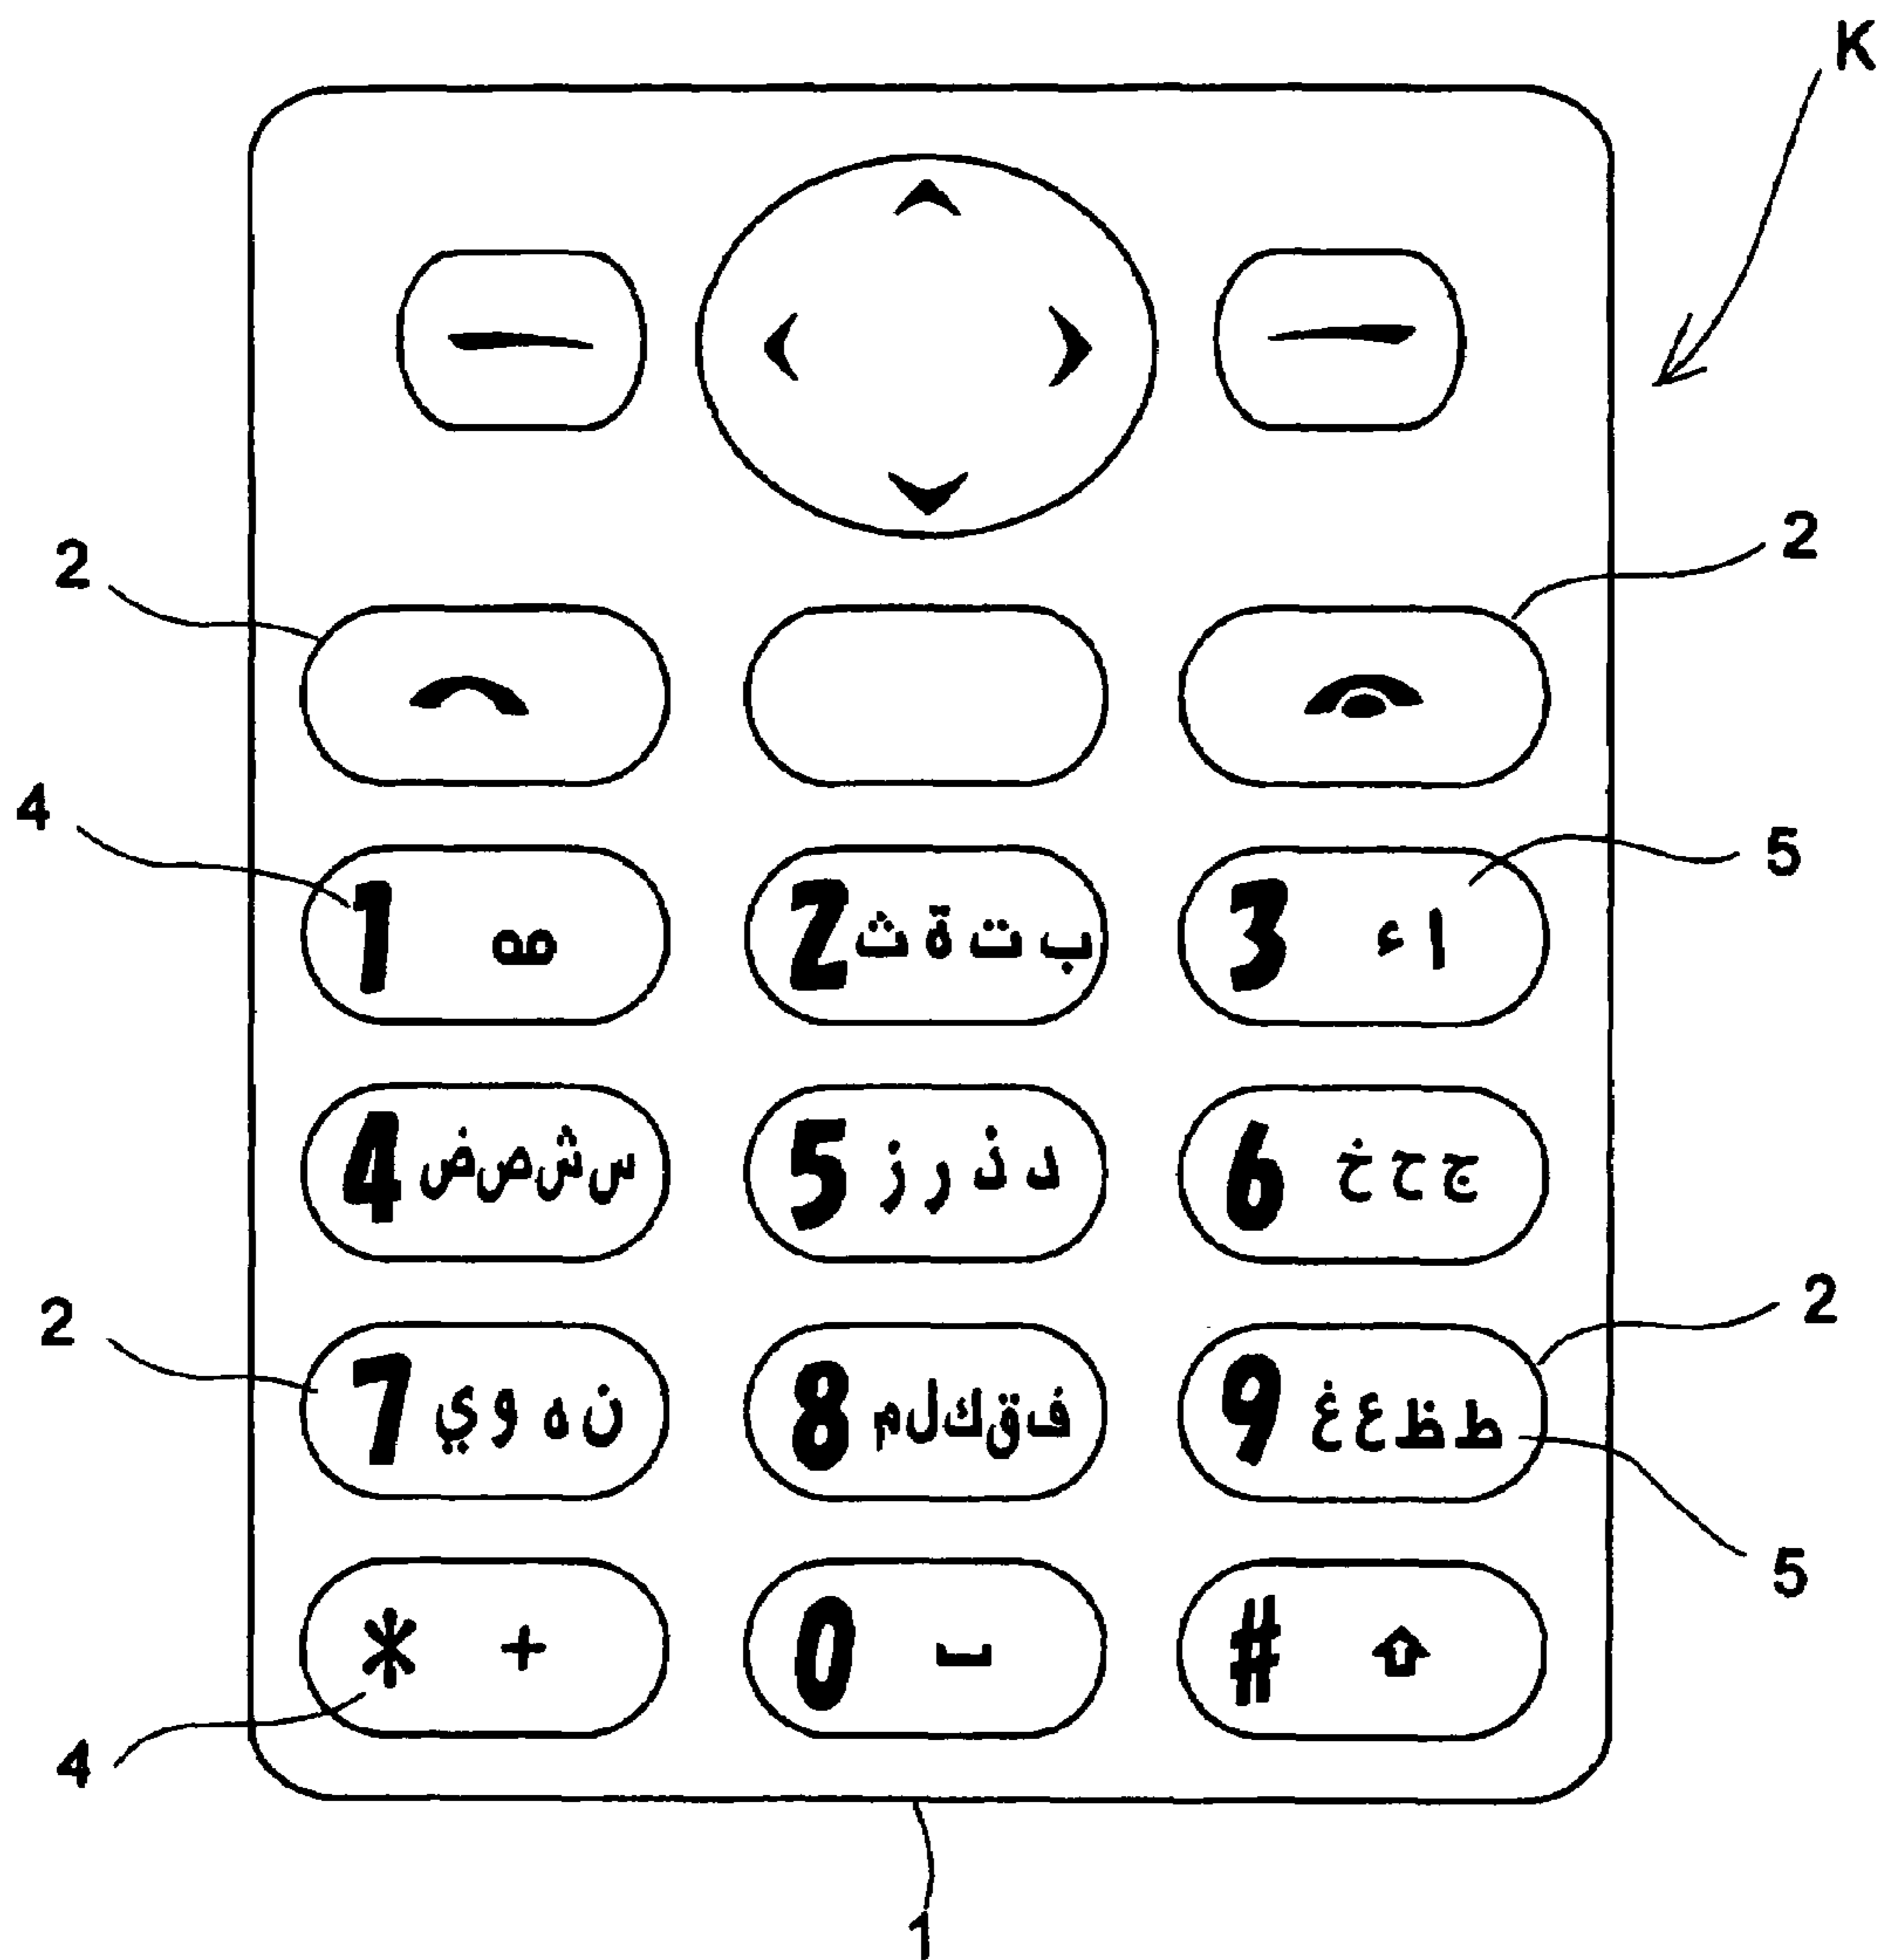 K
2 2
4 5
1
2 ب ت ة ث
3 ا ء
4 س ش ص ض
5 د ذ ر ز
6 ج ح خ
2 2
7 ن ه و ي
8 ف ق ك ل م
9 ط ظ ع غ
5
* +
0
#
4
1